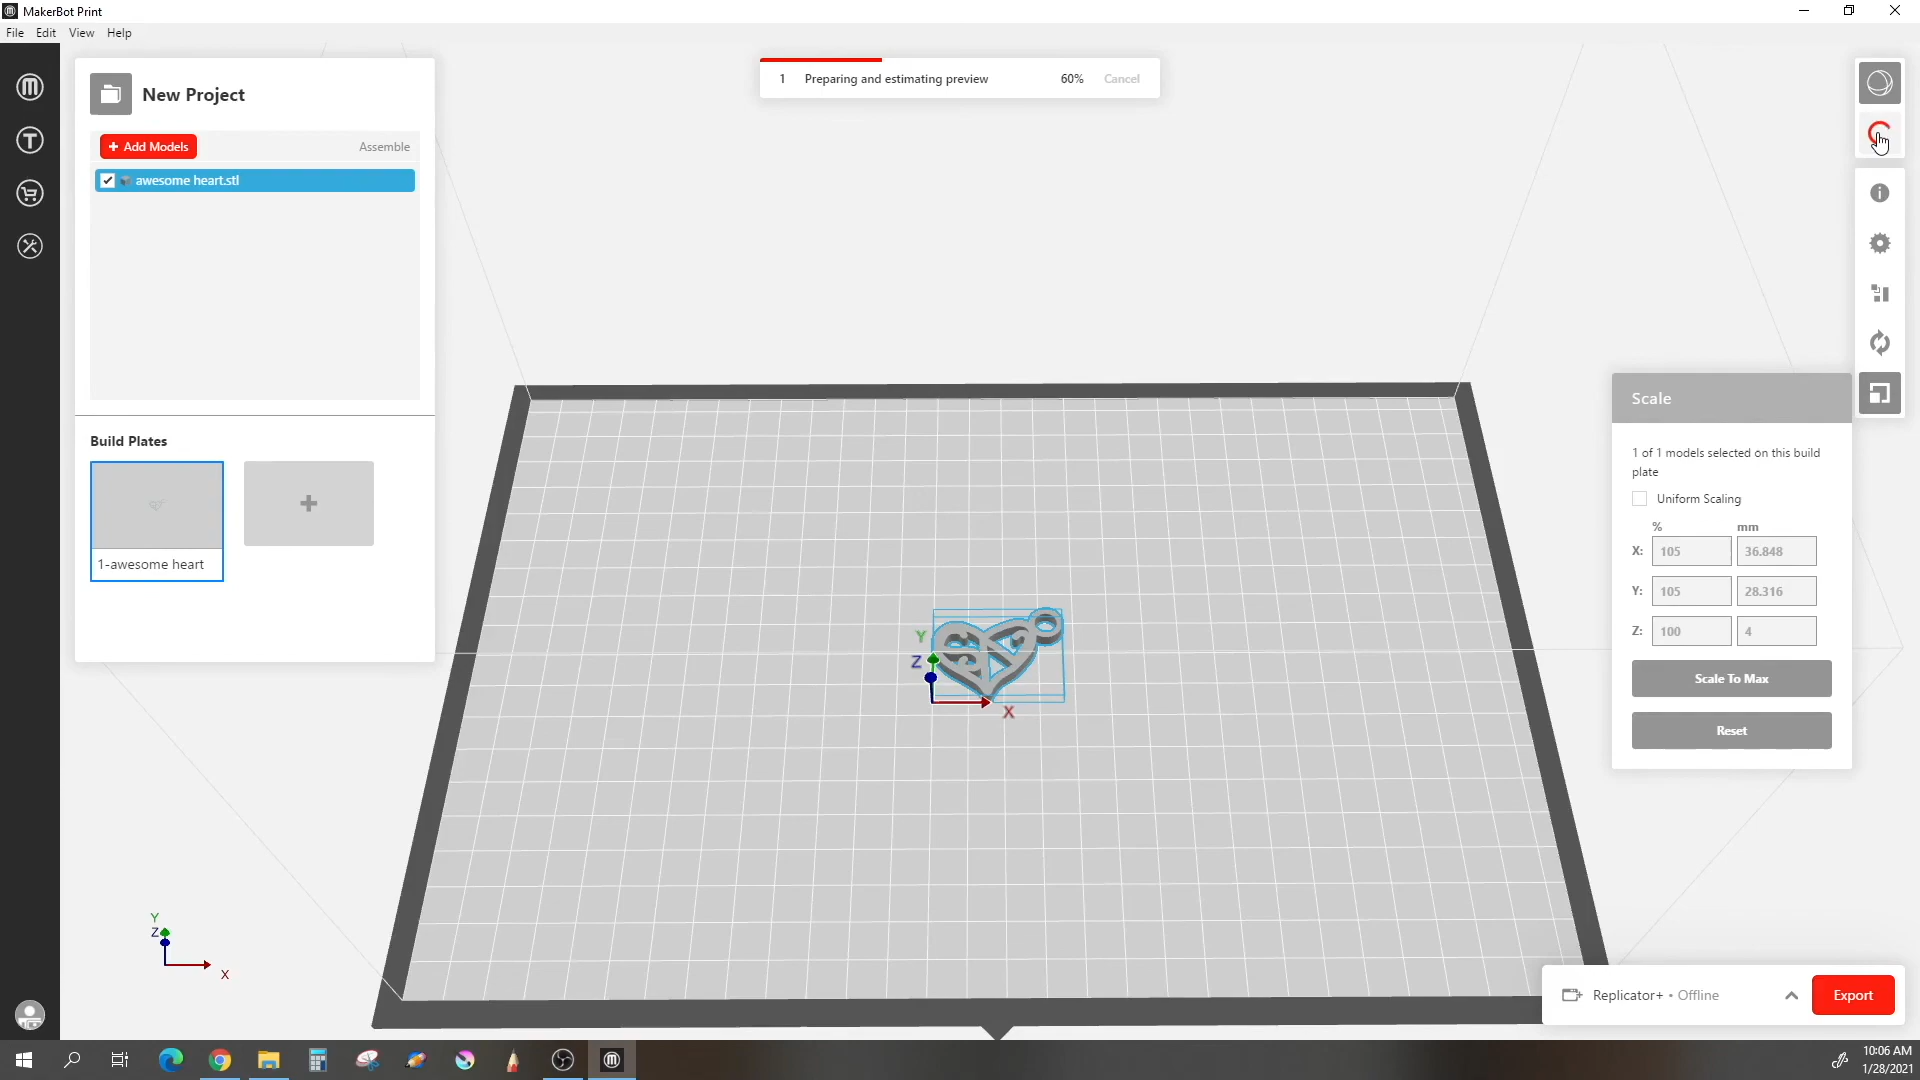 MakerBot Print
File Edit View Help
New Project
+ Add Models
Assemble
awesome heart.stl
Build Plates
1-awesome heart
1 Preparing and estimating preview 60% Cancel
Scale
1 of 1 models selected on this build
plate
Uniform Scaling
% mm
X: 105 36.848
Y: 105 28.316
Z: 100 4
Scale To Max
Reset
Y
Z
X
Y
Z
X
Replicator+ • Offline
Export
10:06 AM
1/28/2021